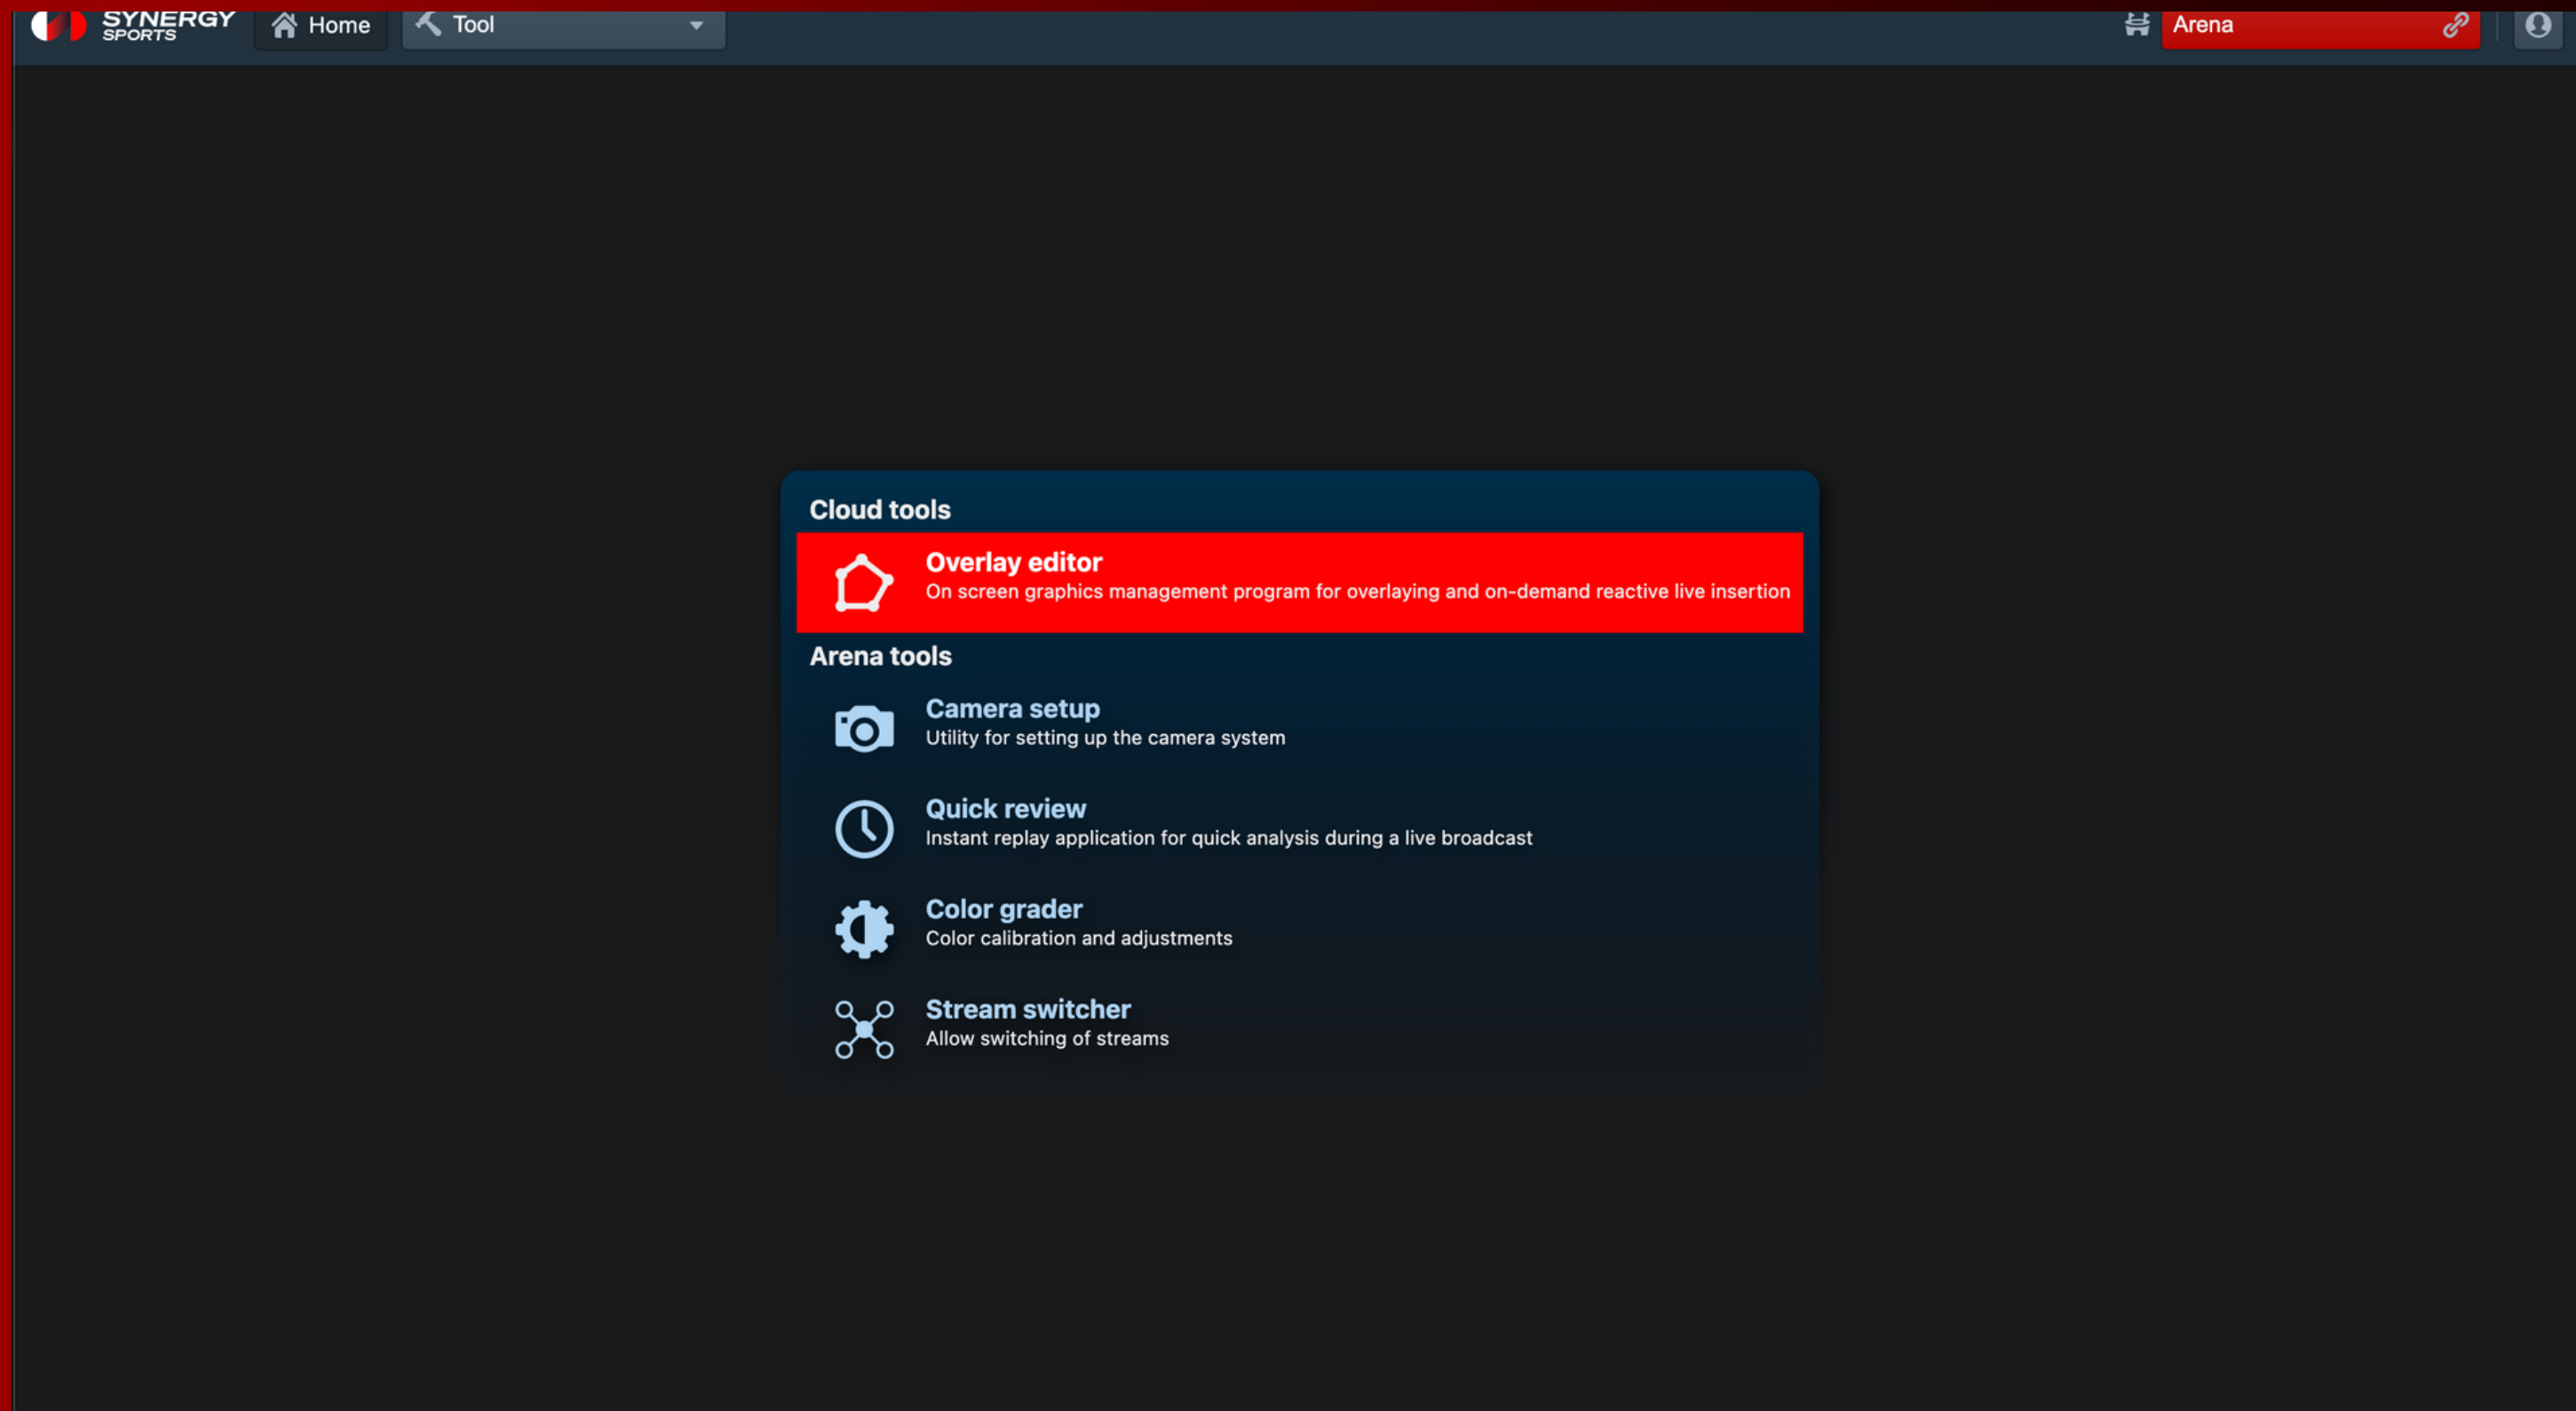 SYNERGY
SPORTS
Home
Tool
Arena
Cloud tools
Overlay editor
On screen graphics management program for overlaying and on-demand reactive live insertion
Arena tools
Camera setup
Utility for setting up the camera system
Quick review
Instant replay application for quick analysis during a live broadcast
Color grader
Color calibration and adjustments
Stream switcher
Allow switching of streams